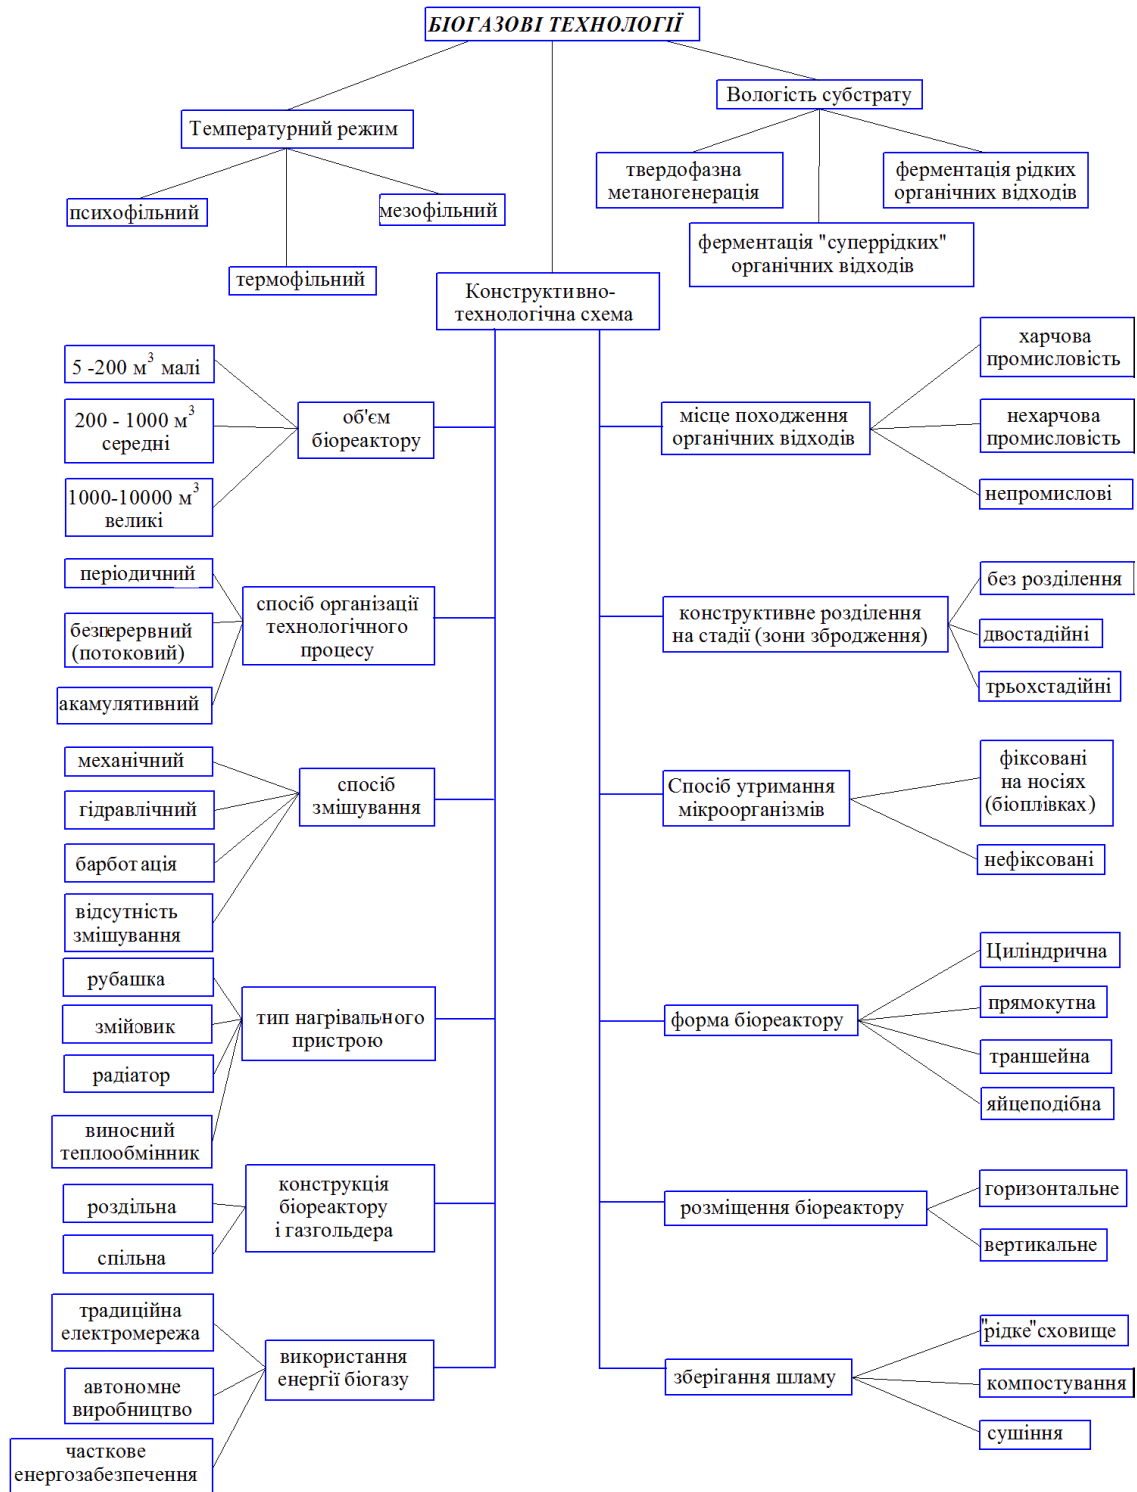 БІОГАЗОВІ ТЕХНОЛОГІЇ
Температурний режим
психофільний
мезофільний
термофільний
Вологість субстрату
твердофазна
метаногенерація
ферментація рідких
органічних відходів
ферментація "суперрідких"
органічних відходів
Конструктивно-
технологічна схема
об'єм
біореактору
5 -200 м³ малі
200 - 1000 м³
середні
1000-10000 м³
великі
спосіб організації
технологічного
процесу
періодичний
безперервний
(потоковий)
акамулятивний
спосіб
змішування
механічний
гідравлічний
барботація
відсутність
змішування
тип нагрівального
пристрою
рубашка
змійовик
радіатор
виносний
теплообмінник
конструкція
біореактору
і газгольдера
роздільна
спільна
використання
енергії біогазу
традиційна
електромережа
автономне
виробництво
часткове
енергозабезпечення
місце походження
органічних відходів
харчова
промисловість
нехарчова
промисловість
непромислові
конструктивне розділення
на стадії (зони збродження)
без розділення
двостадійні
трьохстадійні
Спосіб утримання
мікроорганізмів
фіксовані
на носіях
(біоплівках)
нефіксовані
форма біореактору
Циліндрична
прямокутна
траншейна
яйцеподібна
розміщення біореактору
горизонтальне
вертикальне
зберігання шламу
"рідке"сховище
компостування
сушіння